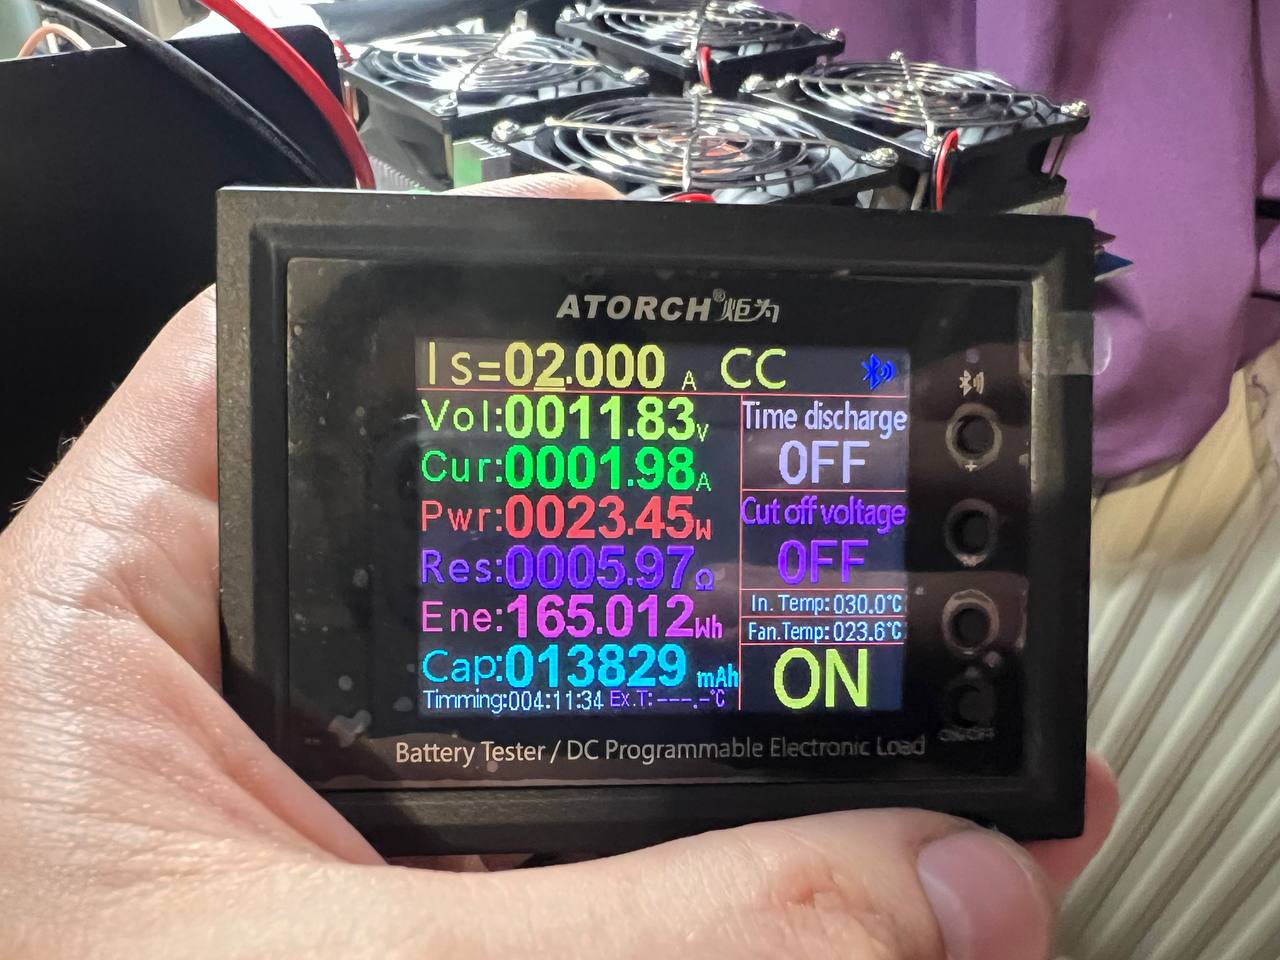 ATORCH®炬为
Is=02.000 A CC
Vol:0011.83V
Cur:0001.98A
Pwr:0023.45W
Res:0005.97Ω
Ene:165.012Wh
Cap:013829 mAh
Timming:004:11:34 Ex.T:---.-°C
Time discharge
OFF
Cut off voltage
OFF
In. Temp:030.0°C
Fan.Temp:023.6°C
ON
+
ON/OFF
Battery Tester / DC Programmable Electronic Load